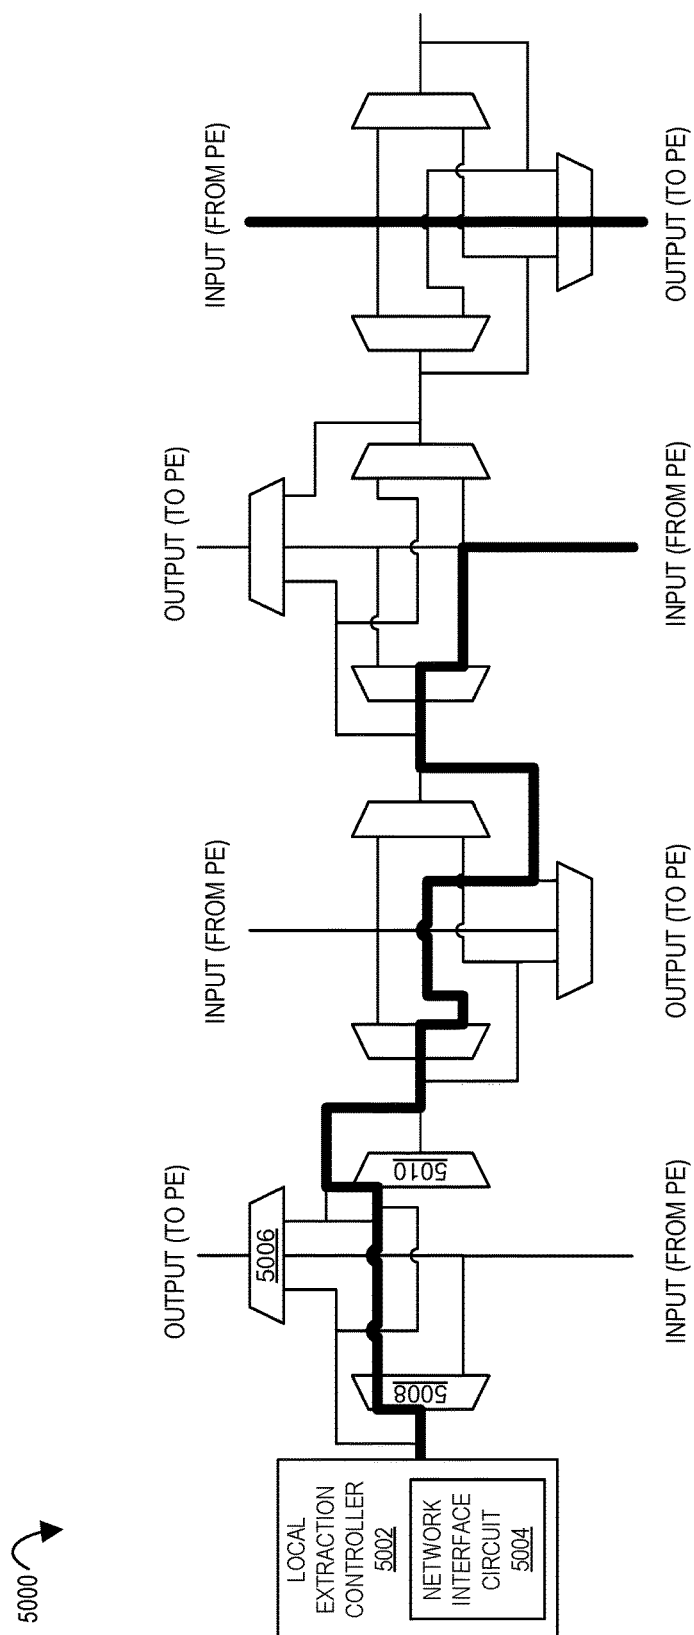 5000
OUTPUT (TO PE)
INPUT (FROM PE)
OUTPUT (TO PE)
INPUT (FROM PE)
LOCAL
EXTRACTION
CONTROLLER
5002
NETWORK
INTERFACE
CIRCUIT
5004
5006
5008
5010
INPUT (FROM PE)
OUTPUT (TO PE)
INPUT (FROM PE)
OUTPUT (TO PE)